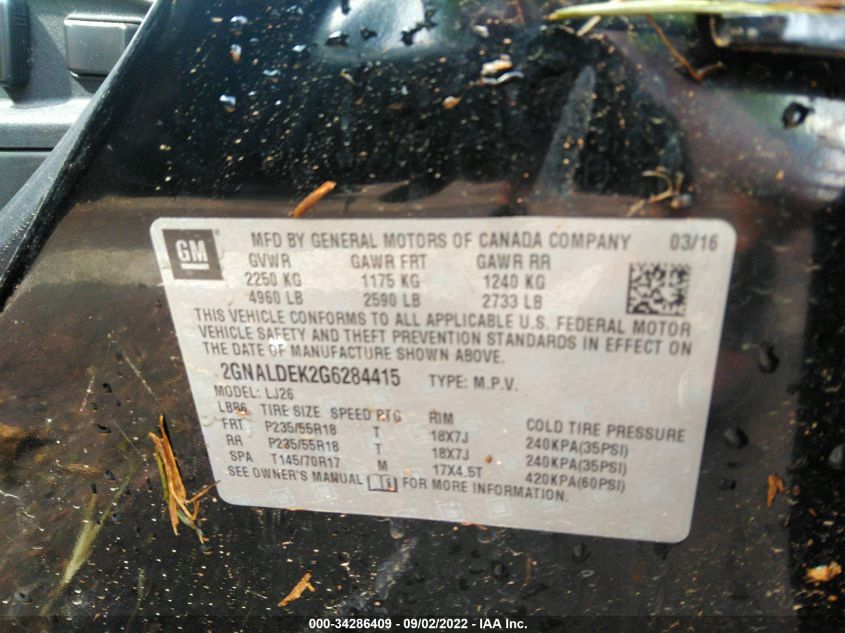 GM ® MFD BY GENERAL MOTORS OF CANADA COMPANY 03/16
GVWR GAWR FRT GAWR RR
2250 KG 1175 KG 1240 KG
4960 LB 2590 LB 2733 LB
THIS VEHICLE CONFORMS TO ALL APPLICABLE U.S. FEDERAL MOTOR
VEHICLE SAFETY AND THEFT PREVENTION STANDARDS IN EFFECT ON
THE DATE OF MANUFACTURE SHOWN ABOVE.
2GNALDEK2G6284415 TYPE: M.P.V.
MODEL: LJ26
LBR6 TIRE SIZE SPEED RTG RIM COLD TIRE PRESSURE
FRT P235/55R18 T 18X7J 240KPA(35PSI)
RR P235/55R18 T 18X7J 240KPA(35PSI)
SPA T145/70R17 M 17X4.5T 420KPA(60PSI)
SEE OWNER'S MANUAL FOR MORE INFORMATION.
000-34286409 - 09/02/2022 - IAA Inc.